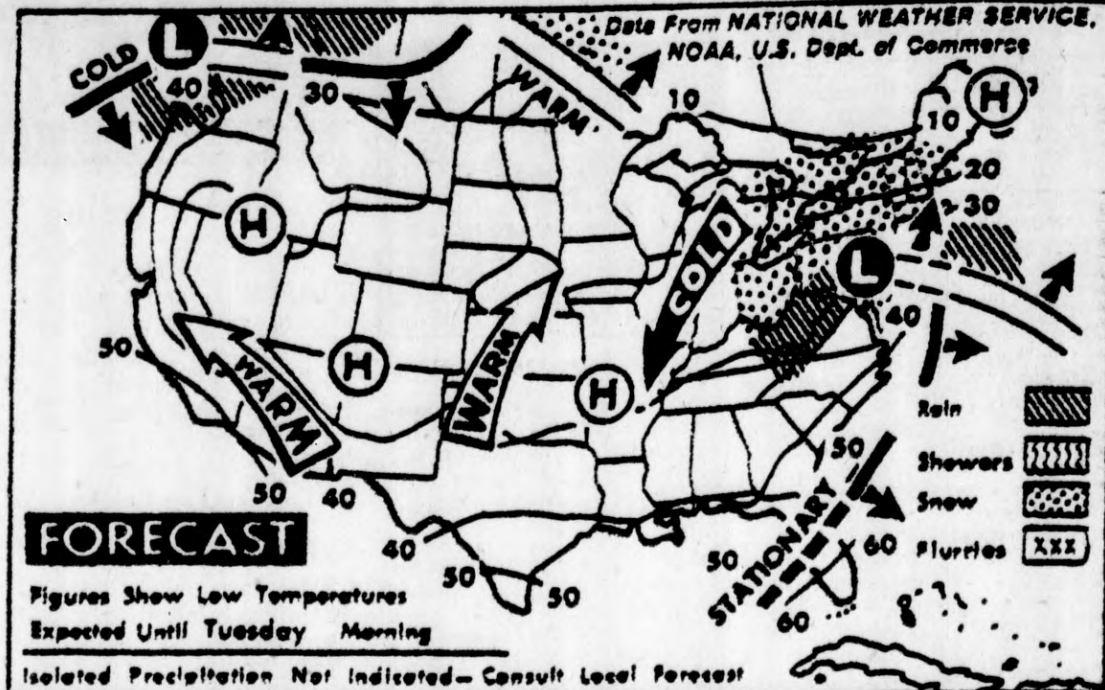 Data From NATIONAL WEATHER SERVICE,
NOAA, U.S. Dept. of Commerce
COLD
L
40
30
WARM
10
H
10
20
30
H
COLD
L
40
50
WARM
H
WARM
H
50
40
Rain
Showers
Snow
Flurries
XXX
50
STATIONARY
60
50
60
40
50
50
FORECAST
Figures Show Low Temperatures
Expected Until Tuesday Morning
Isolated Precipitation Not Indicated – Consult Local Forecast